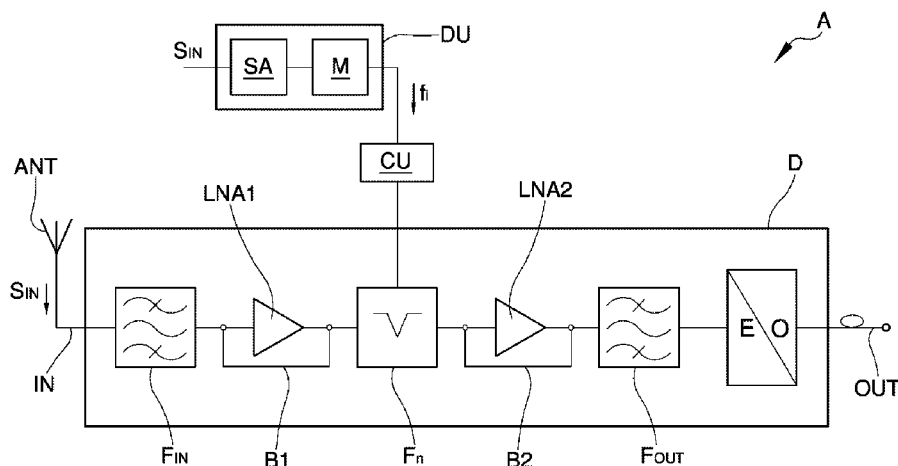 A
DU
SIN
SA
M
fi
ANT
CU
LNA1
LNA2
D
SIN
E
O
IN
OUT
FIN
B1
Fn
B2
FOUT